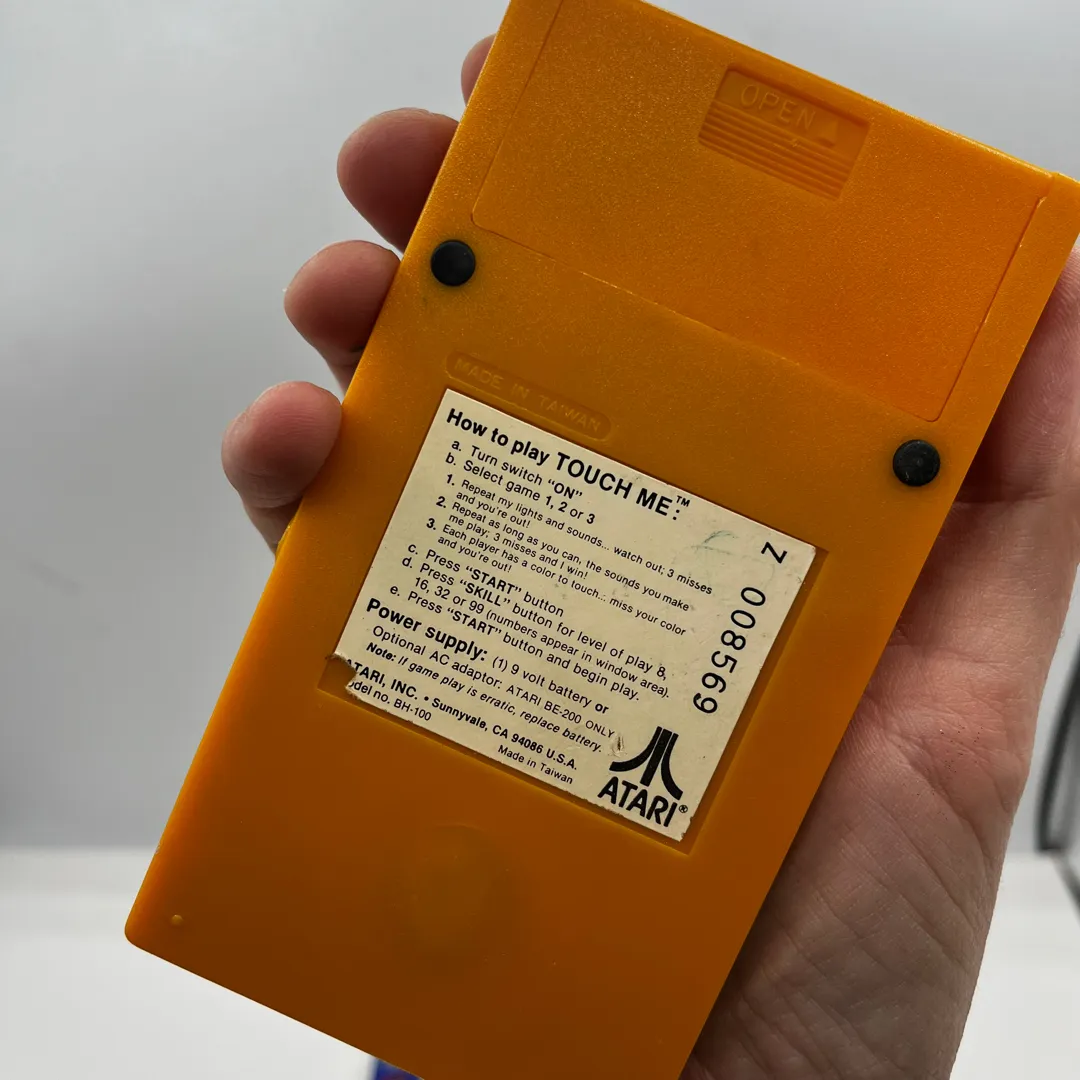 OPEN
MADE IN TAIWAN
How to play TOUCH ME:™
a. Turn switch "ON"
b. Select game 1, 2 or 3
1. Repeat my lights and sounds... watch out; 3 misses
and you're out!
2. Repeat as long as you can, the sounds you make
me play; 3 misses and I win!
3. Each player has a color to touch... miss your color
and you're out!
c. Press "START" button
d. Press "SKILL" button for level of play 8,
16, 32 or 99 (numbers appear in window area).
e. Press "START" button and begin play.
Power supply: (1) 9 volt battery or
Optional AC adaptor: ATARI BE-200 ONLY
Note: If game play is erratic, replace battery.
ATARI, INC. • Sunnyvale, CA 94086 U.S.A.
del no. BH-100
Made in Taiwan
Z 008569
ATARI®